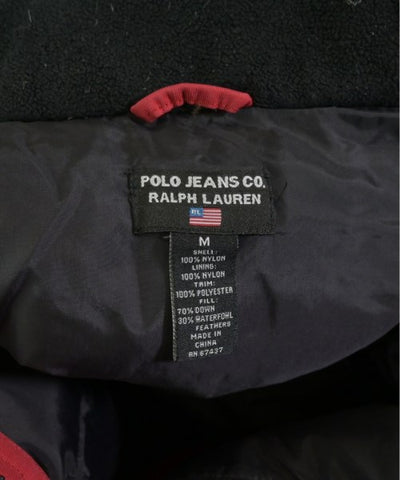 POLO JEANS CO.
RALPH LAUREN
RL
M
SHELL:
100% NYLON
LINING:
100% NYLON
TRIM:
100% POLYESTER
FILL:
70% DOWN
30% WATERFOWL
FEATHERS
MADE IN
CHINA
RN 67437